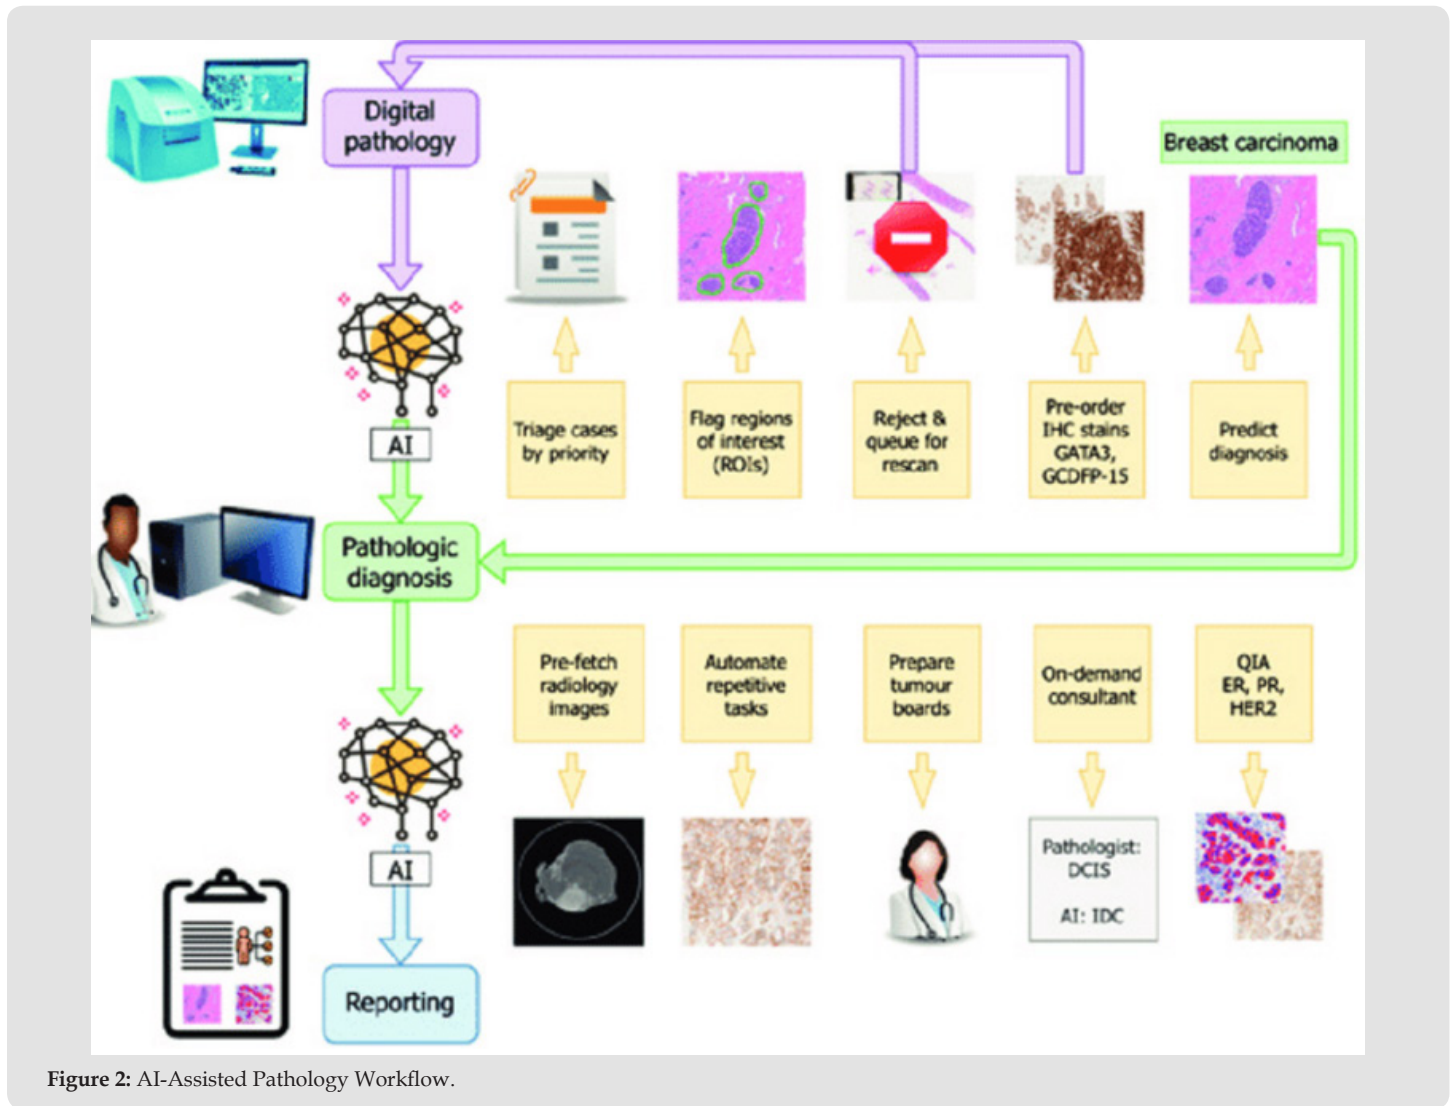 Digital
pathology
Breast carcinoma
Triage cases
by priority
Flag regions
of interest
(ROIs)
Reject &
queue for
rescan
Pre-order
IHC stains
GATA3,
GCDFP-15
Predict
diagnosis
AI
Pathologic
diagnosis
Pre-fetch
radiology
images
Automate
repetitive
tasks
Prepare
tumour
boards
On-demand
consultant
QIA
ER, PR,
HER2
AI
Pathologist:
DCIS
AI: IDC
Reporting
Figure 2: AI-Assisted Pathology Workflow.